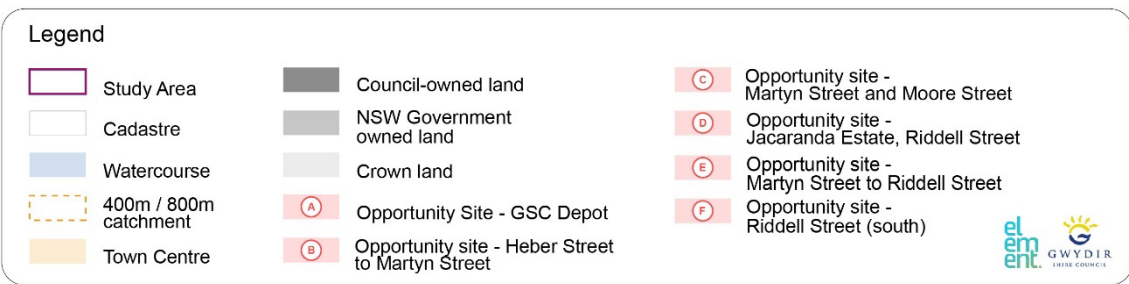 Legend
Study Area
Cadastre
Watercourse
400m / 800m
catchment
Town Centre
Council-owned land
NSW Government
owned land
Crown land
A
Opportunity Site - GSC Depot
B
Opportunity site - Heber Street
to Martyn Street
C
Opportunity site -
Martyn Street and Moore Street
D
Opportunity site -
Jacaranda Estate, Riddell Street
E
Opportunity site -
Martyn Street to Riddell Street
F
Opportunity site -
Riddell Street (south)
el
em
ent.
GWYDIR
SHIRE COUNCIL